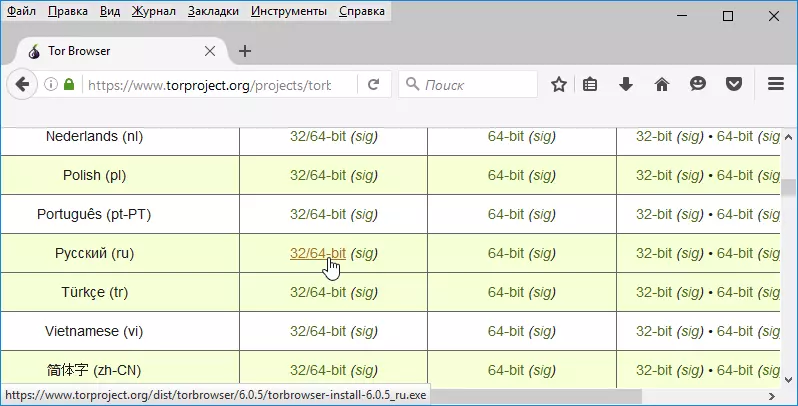 Файл Правка Вид Журнал Закладки Инструменты Справка
Tor Browser
https://www.torproject.org/projects/torb Поиск
Nederlands (nl) 32/64-bit (sig) 64-bit (sig) 32-bit (sig) • 64-bit (sig
Polish (pl) 32/64-bit (sig) 64-bit (sig) 32-bit (sig) • 64-bit (sig
Português (pt-PT) 32/64-bit (sig) 64-bit (sig) 32-bit (sig) • 64-bit (sig
Русский (ru) 32/64-bit (sig) 64-bit (sig) 32-bit (sig) • 64-bit (sig
Türkçe (tr) 32/64-bit (sig) 64-bit (sig) 32-bit (sig) • 64-bit (sig
Vietnamese (vi) 32/64-bit (sig) 64-bit (sig) 32-bit (sig) • 64-bit (sig
简体字 (zh-CN) 32/64-bit (sig) 64-bit (sig) 32-bit (sig) • 64-bit (sig
https://www.torproject.org/dist/torbrowser/6.0.5/torbrowser-install-6.0.5_ru.exe